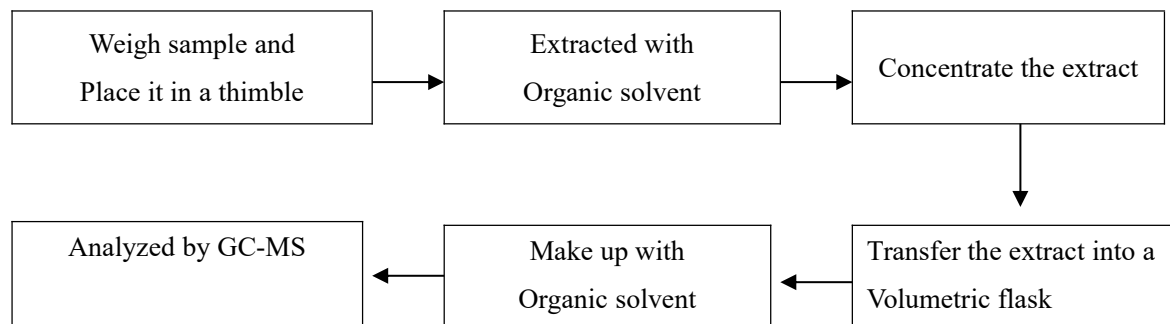 Weigh sample and
Place it in a thimble
Extracted with
Organic solvent
Concentrate the extract
Transfer the extract into a
Volumetric flask
Make up with
Organic solvent
Analyzed by GC-MS